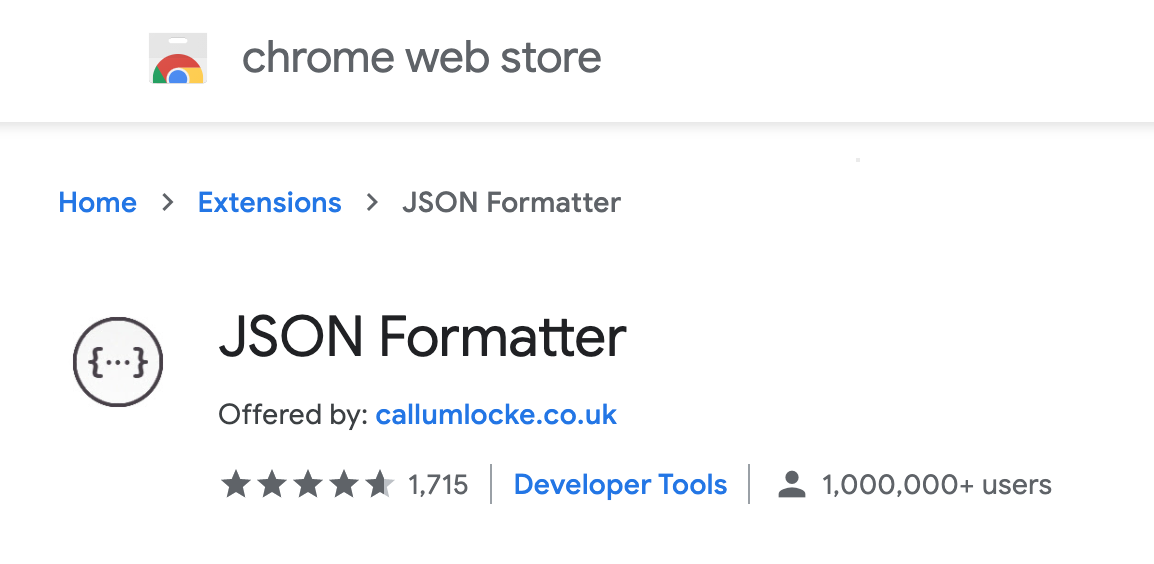 chrome web store
Home > Extensions > JSON Formatter
{···}
JSON Formatter
Offered by: callumlocke.co.uk
1,715 | Developer Tools | 1,000,000+ users